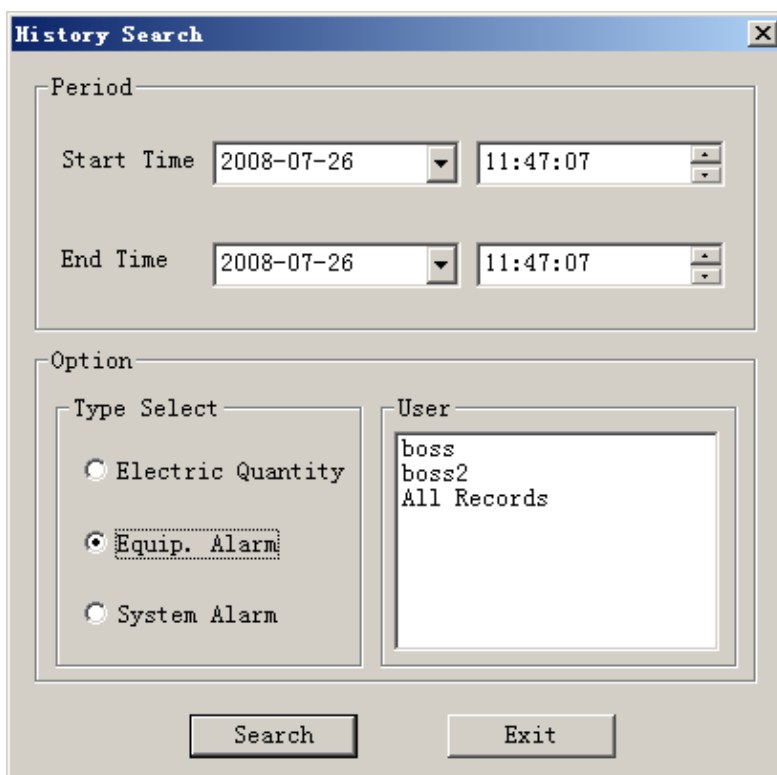 History Search
Period
Start Time 2008-07-26 11:47:07
End Time 2008-07-26 11:47:07
Option
Type Select
Electric Quantity
Equip. Alarm
System Alarm
User
boss
boss2
All Records
Search Exit